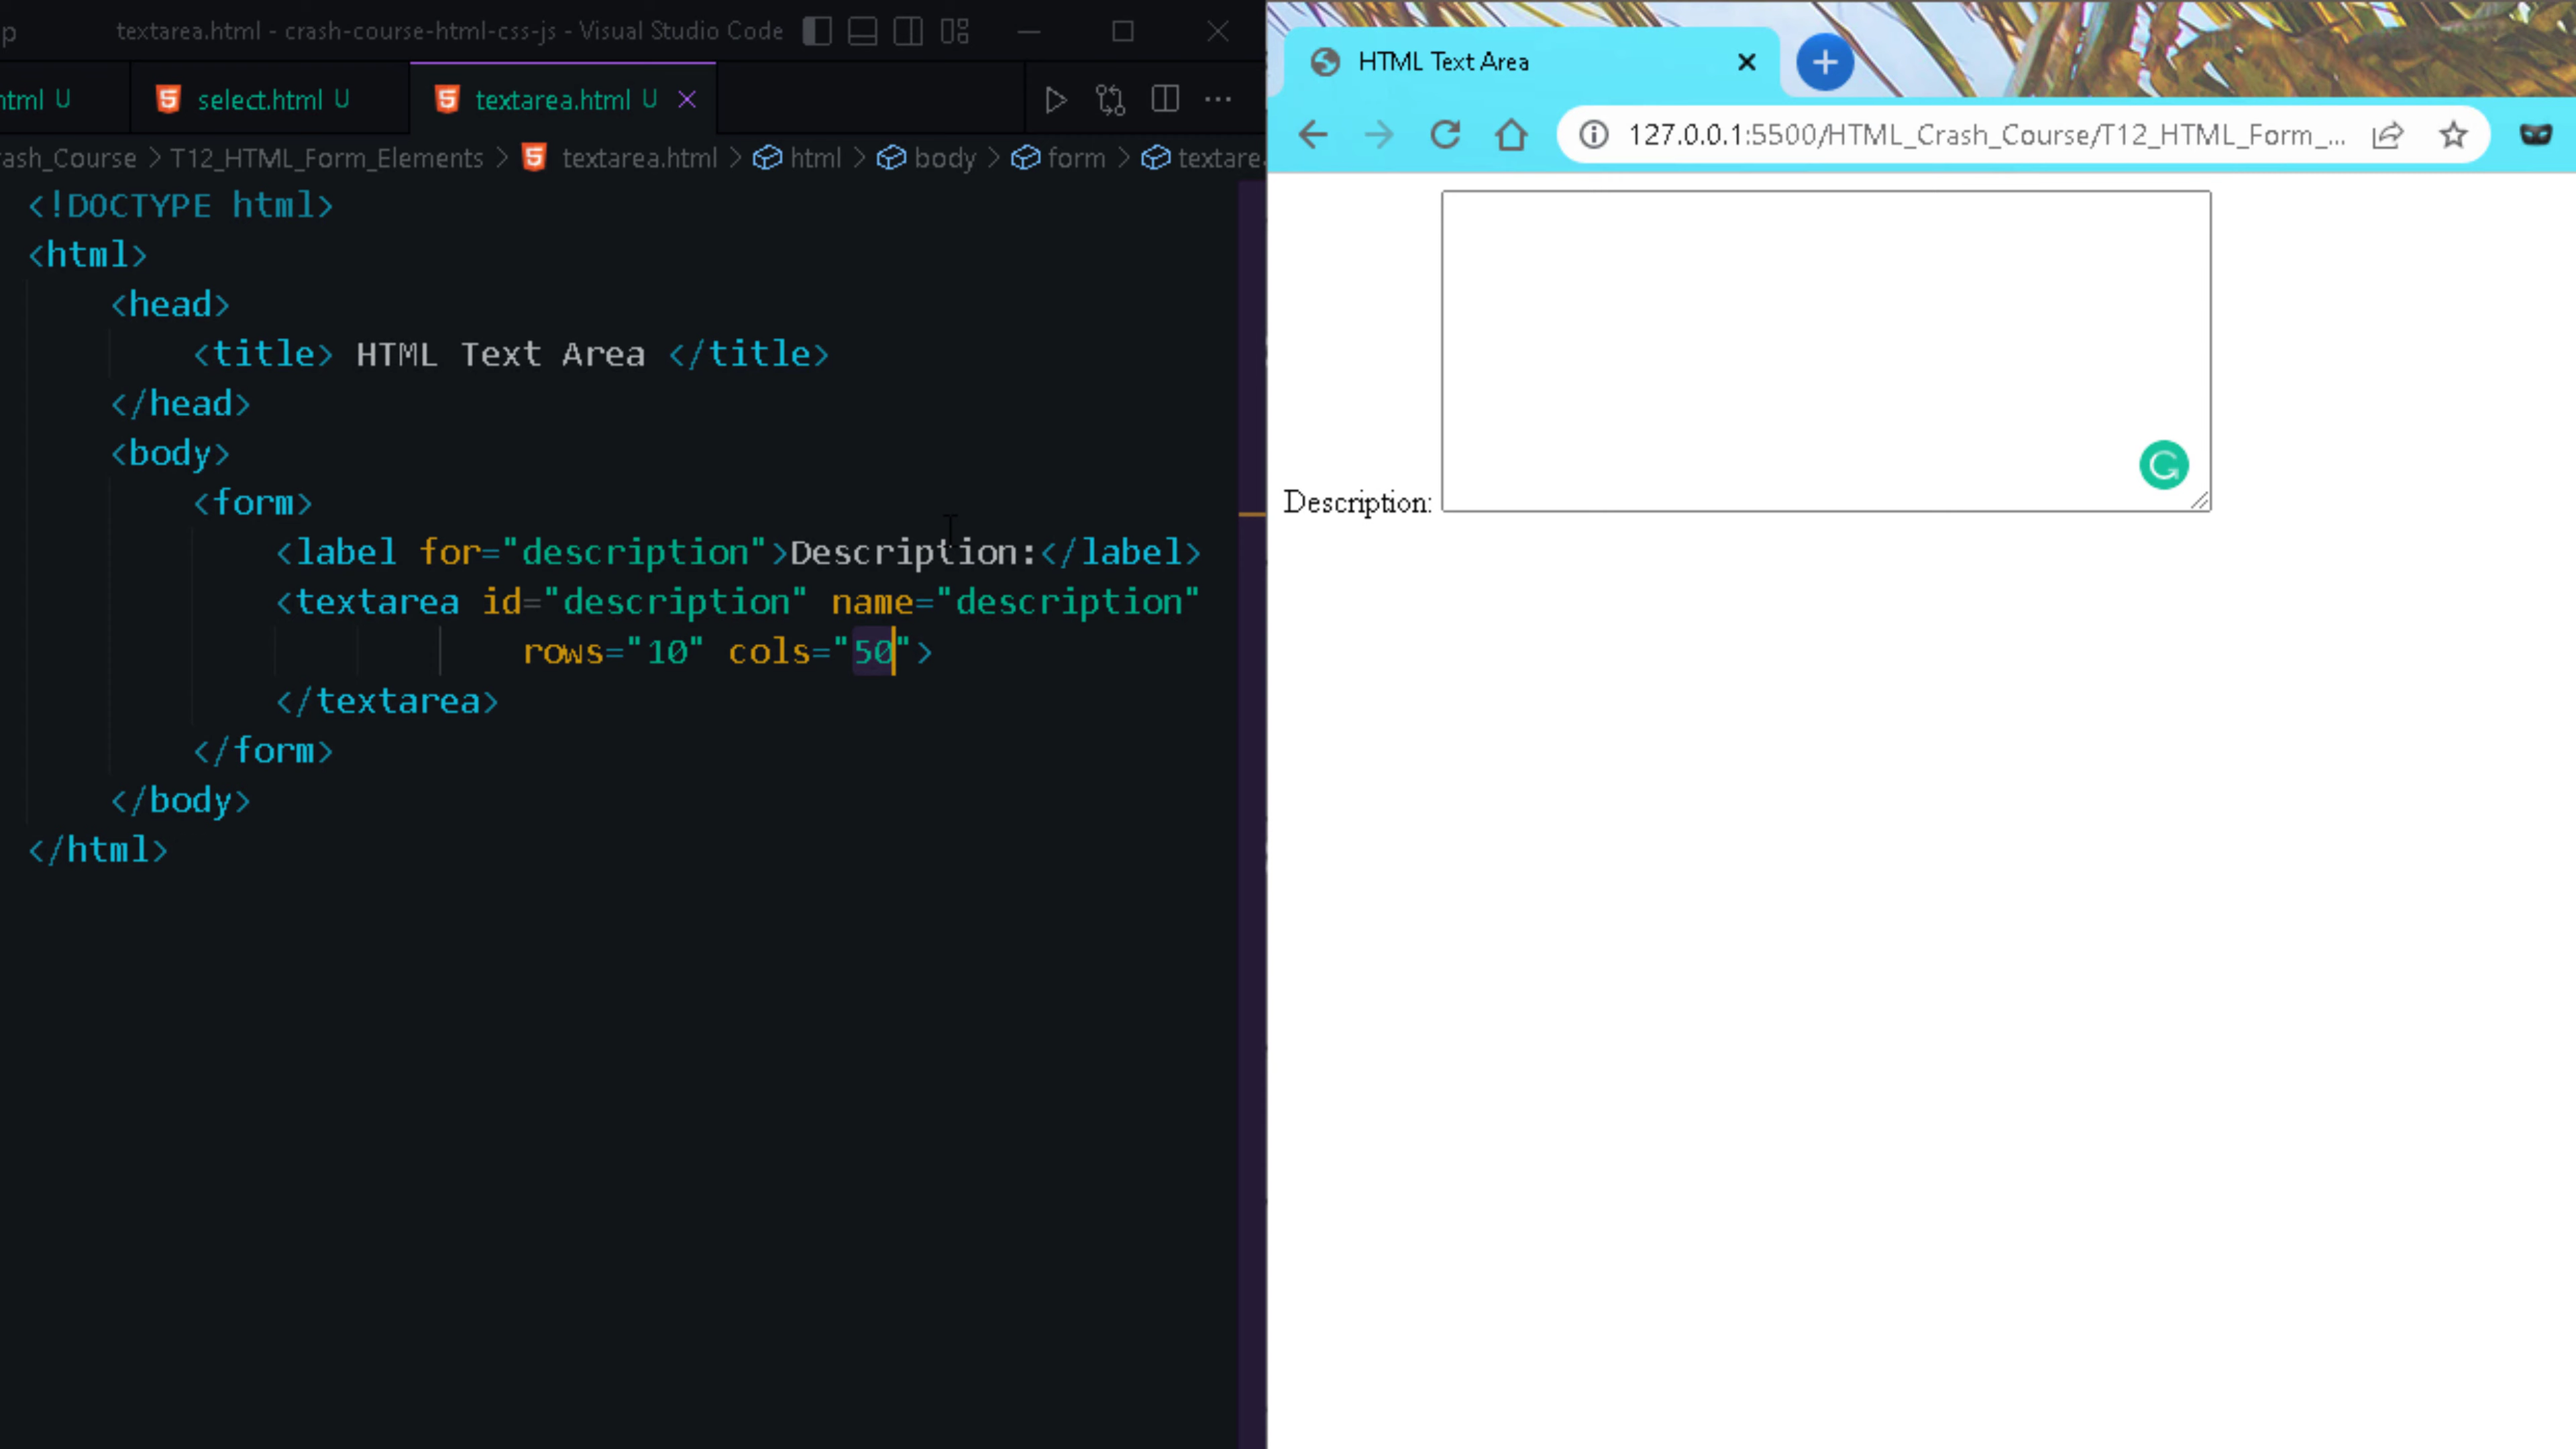 p textarea.html - crash-course-html-css-js - Visual Studio Code
html U select.html U textarea.html U
ash_Course > T12_HTML_Form_Elements > textarea.html > html > body > form > textare
<!DOCTYPE html>
<html>
<head>
<title> HTML Text Area </title>
</head>
<body>
<form>
<label for="description">Description:</label>
<textarea id="description" name="description"
rows="10" cols="50">
</textarea>
</form>
</body>
</html>
HTML Text Area
127.0.0.1:5500/HTML_Crash_Course/T12_HTML_Form_...
Description: